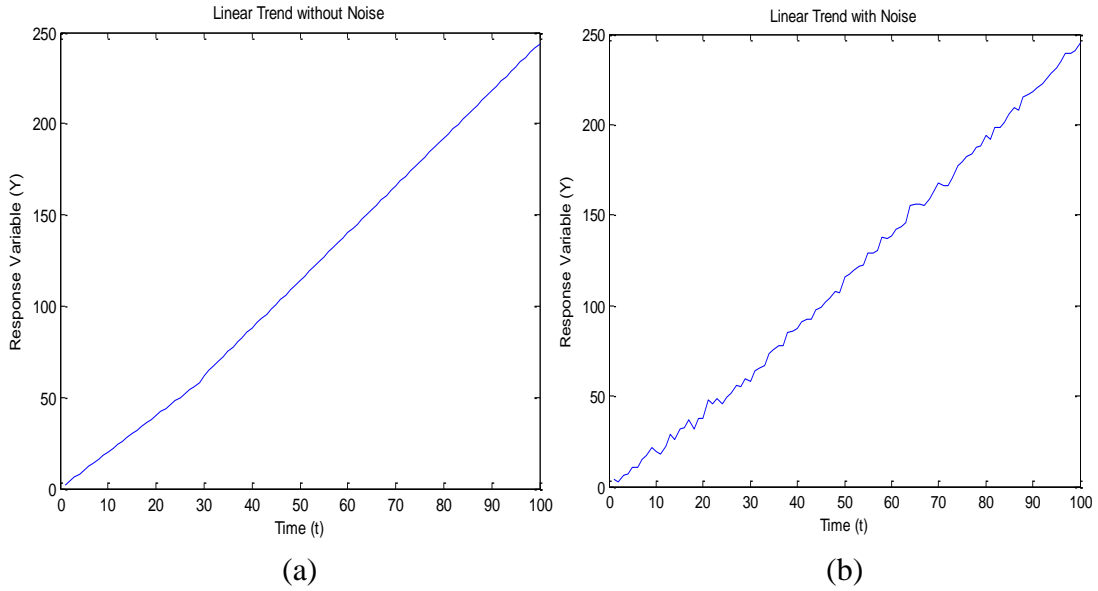 Linear Trend without Noise
250
200
150
100
50
0
0 10 20 30 40 50 60 70 80 90 100
Response Variable (Y)
Time (t)
(a)
Linear Trend with Noise
250
200
150
100
50
0
0 10 20 30 40 50 60 70 80 90 100
Response Variable (Y)
Time (t)
(b)